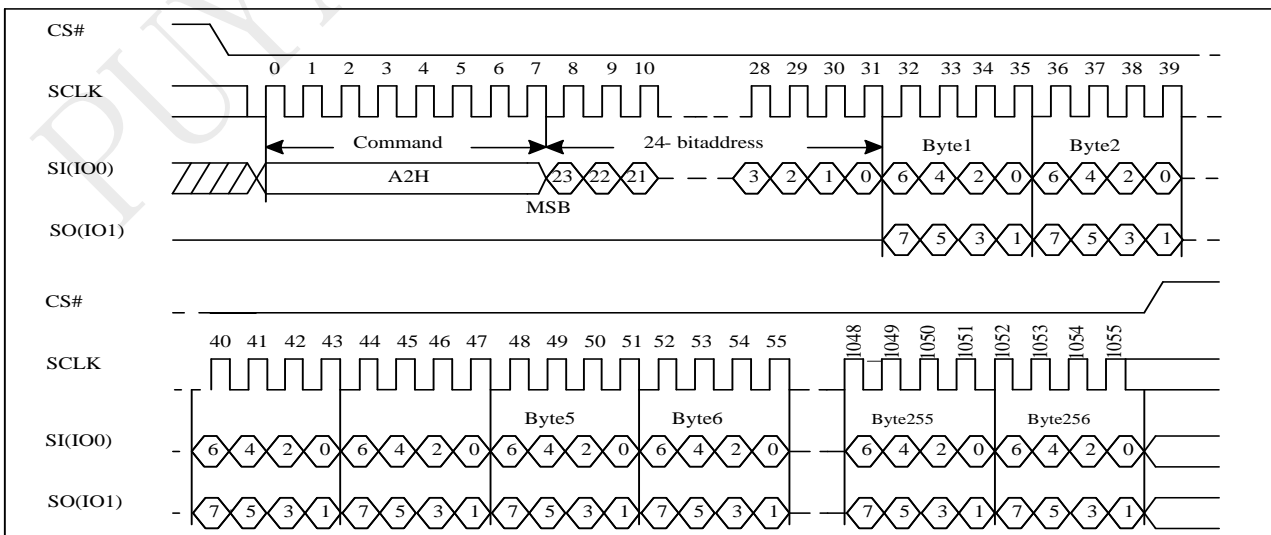 PUYA
CS#
0 1 2 3 4 5 6 7 8 9 10 28 29 30 31 32 33 34 35 36 37 38 39
SCLK
Command 24- bitaddress Byte1 Byte2
SI(IO0) A2H 23 22 21 3 2 1 0 6 4 2 0 6 4 2 0
MSB
SO(IO1) 7 5 3 1 7 5 3 1
CS#
40 41 42 43 44 45 46 47 48 49 50 51 52 53 54 55 1048 1049 1050 1051 1052 1053 1054 1055
SCLK
Byte5 Byte6 Byte255 Byte256
SI(IO0) 6 4 2 0 6 4 2 0 6 4 2 0 6 4 2 0 6 4 2 0 6 4 2 0
SO(IO1) 7 5 3 1 7 5 3 1 7 5 3 1 7 5 3 1 7 5 3 1 7 5 3 1